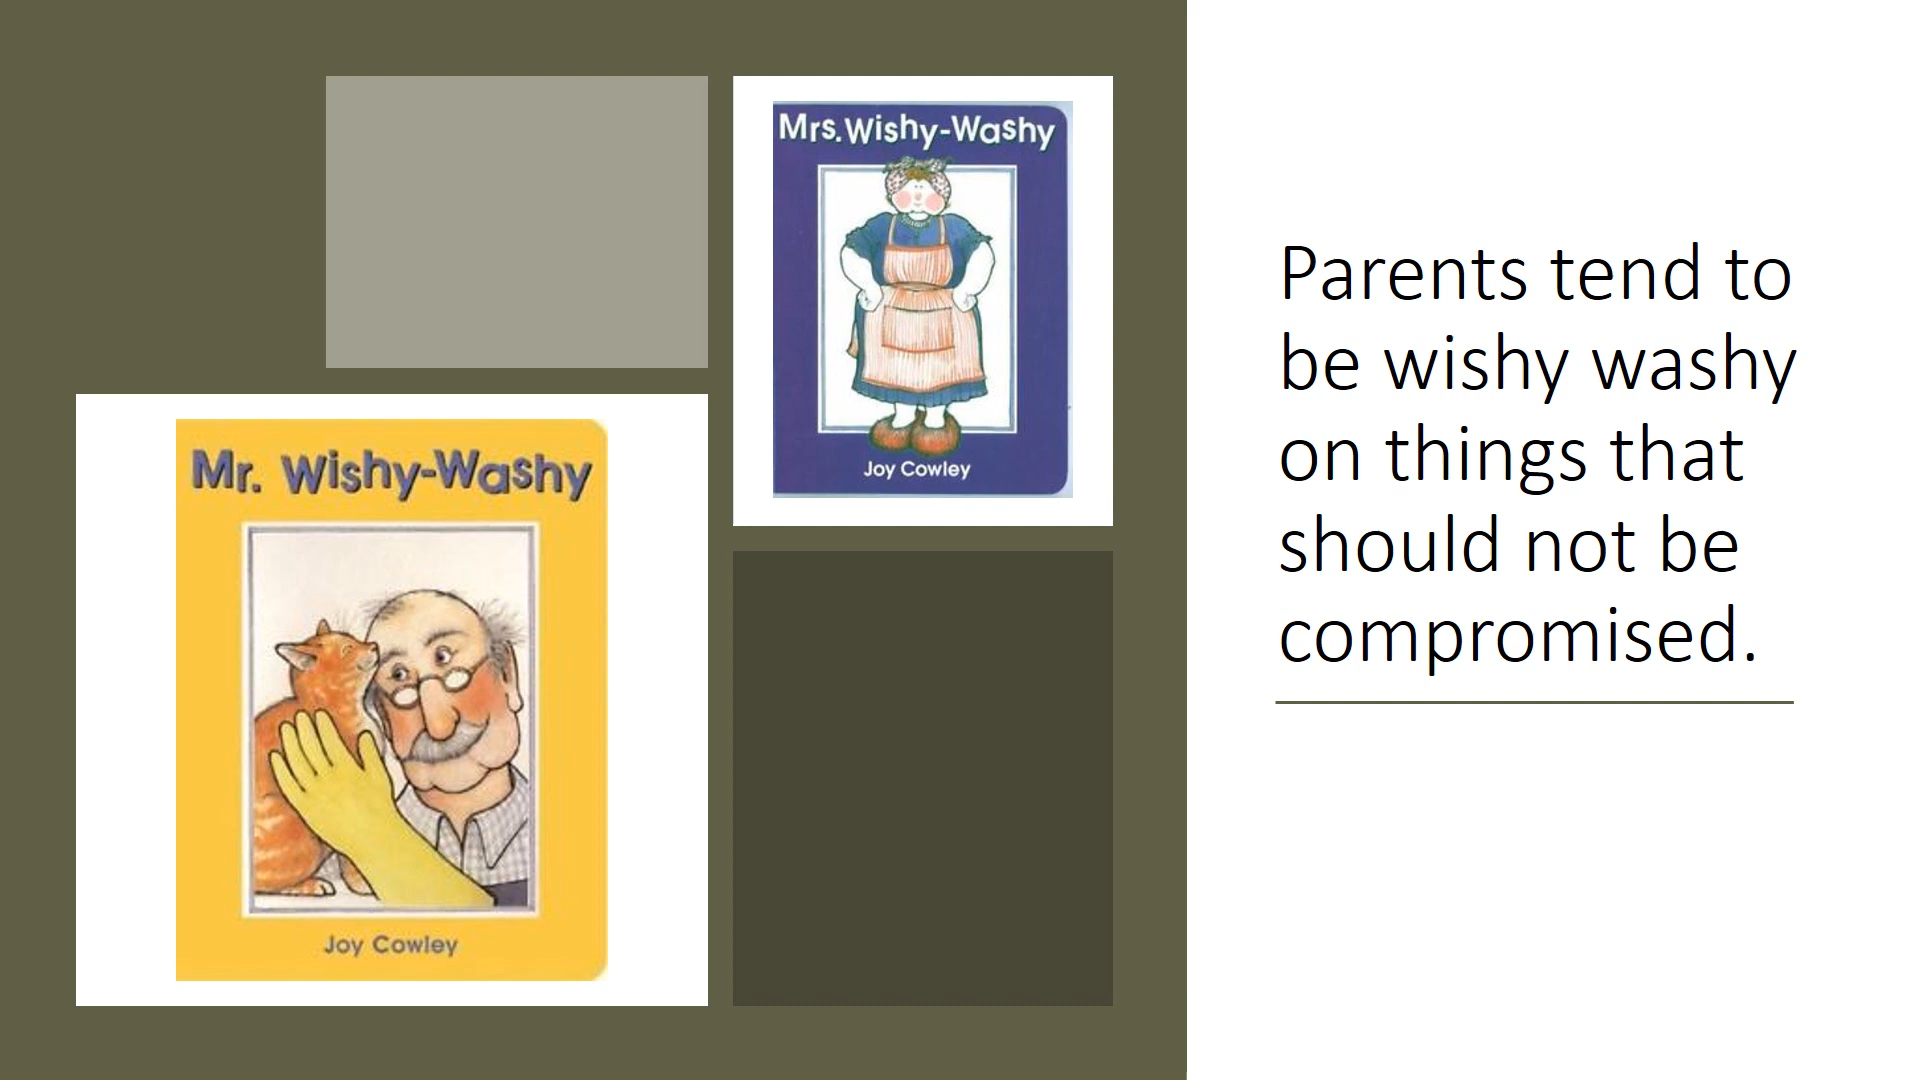 Mrs. Wishy-Washy
Joy Cowley
Mr. Wishy-Washy
Joy Cowley
Parents tend to
be wishy washy
on things that
should not be
compromised.